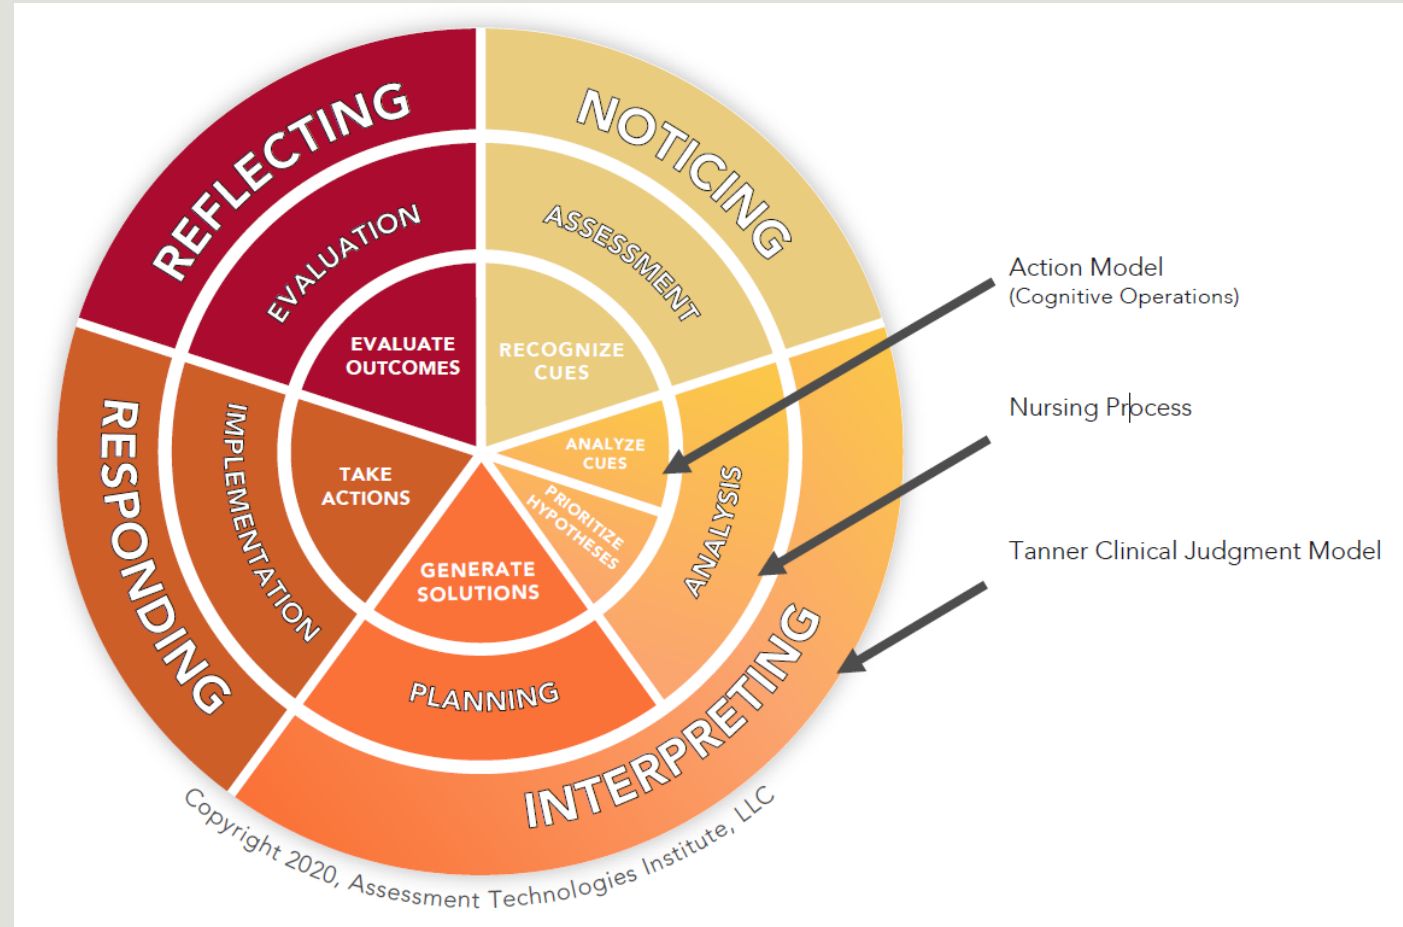 REFLECTING
NOTICING
EVALUATION
ASSESSMENT
EVALUATE
OUTCOMES
RECOGNIZE
CUES
Action Model
(Cognitive Operations)
RESPONDING
IMPLEMENTATION
TAKE
ACTIONS
ANALYZE
CUES
PRIORITIZE
HYPOTHESES
ANALYSIS
Nursing Process
GENERATE
SOLUTIONS
PLANNING
INTERPRETING
Tanner Clinical Judgment Model
Copyright 2020, Assessment Technologies Institute, LLC